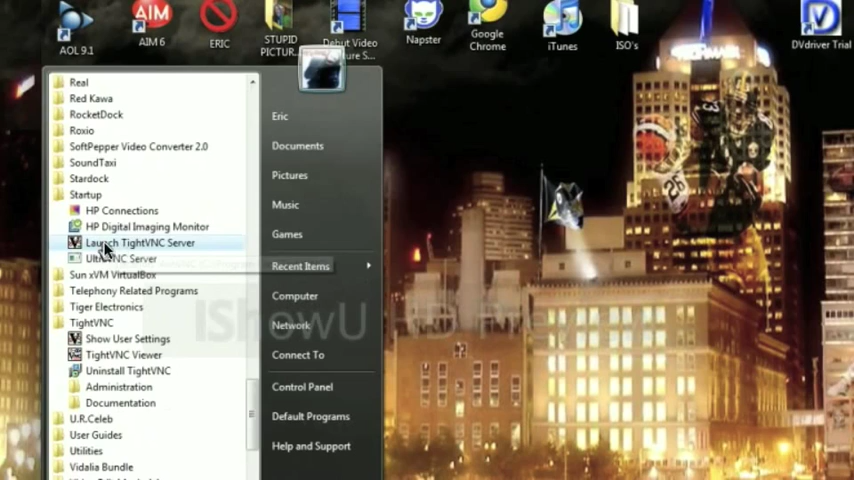 AOL 9.1
AIM 6
ERIC
STUPID
PICTUR...
Debut Video
Napster
Google
Chrome
iTunes
ISO's
DVdriver Trial
Real
Red Kawa
RocketDock
Roxio
SoftPepper Video Converter 2.0
SoundTaxi
Stardock
Startup
HP Connections
HP Digital Imaging Monitor
Launch TightVNC Server
UltraVNC Server
Sun xVM VirtualBox
Telephony Related Programs
Tiger Electronics
TightVNC
Show User Settings
TightVNC Viewer
Uninstall TightVNC
Administration
Documentation
U.R.Celeb
User Guides
Utilities
Vidalia Bundle
Eric
Documents
Pictures
Music
Games
Recent Items
Computer
Network
Connect To
Control Panel
Default Programs
Help and Support
IShowU HD